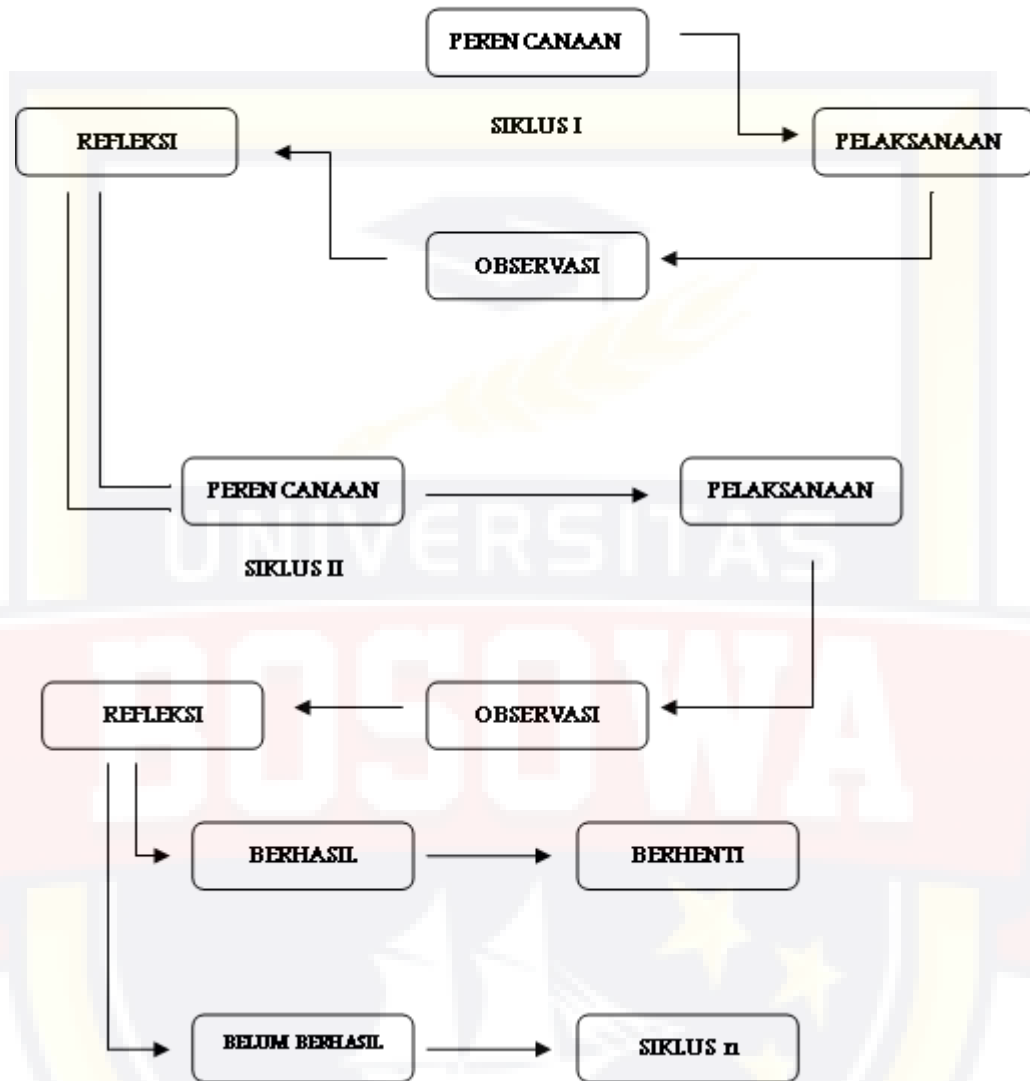 PEREN CANAAN
SIKLUS I
REFLEKSI
PELAKSANAAN
OBSERVASI
PEREN CANAAN
PELAKSANAAN
UNIVERSITAS
SIKLUS II
BOSOWA
REFLEKSI
OBSERVASI
BERHASIL
BERHENTI
BELUM BERHASIL
SIKLUS n